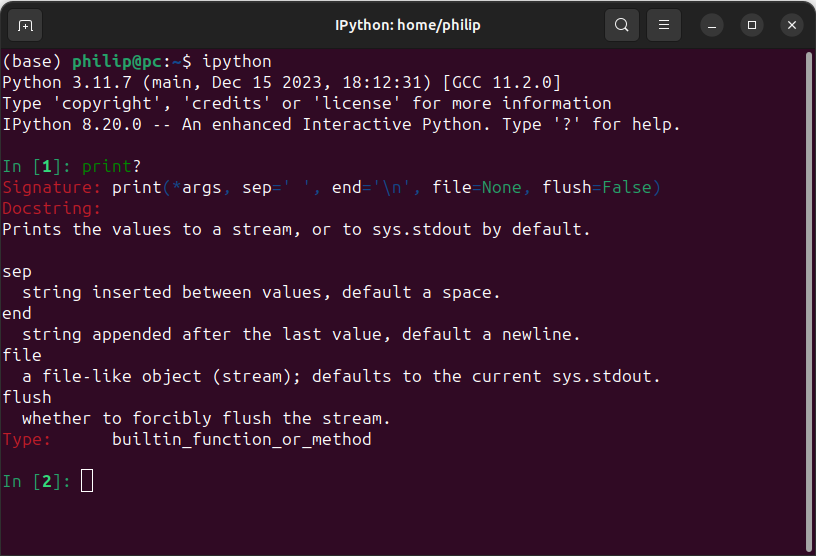 IPython: home/philip
(base) philip@pc:~$ ipython
Python 3.11.7 (main, Dec 15 2023, 18:12:31) [GCC 11.2.0]
Type 'copyright', 'credits' or 'license' for more information
IPython 8.20.0 -- An enhanced Interactive Python. Type '?' for help.
In [1]: print?
Signature: print(*args, sep=' ', end='\n', file=None, flush=False)
Docstring:
Prints the values to a stream, or to sys.stdout by default.
sep
  string inserted between values, default a space.
end
  string appended after the last value, default a newline.
file
  a file-like object (stream); defaults to the current sys.stdout.
flush
  whether to forcibly flush the stream.
Type:      builtin_function_or_method
In [2]: